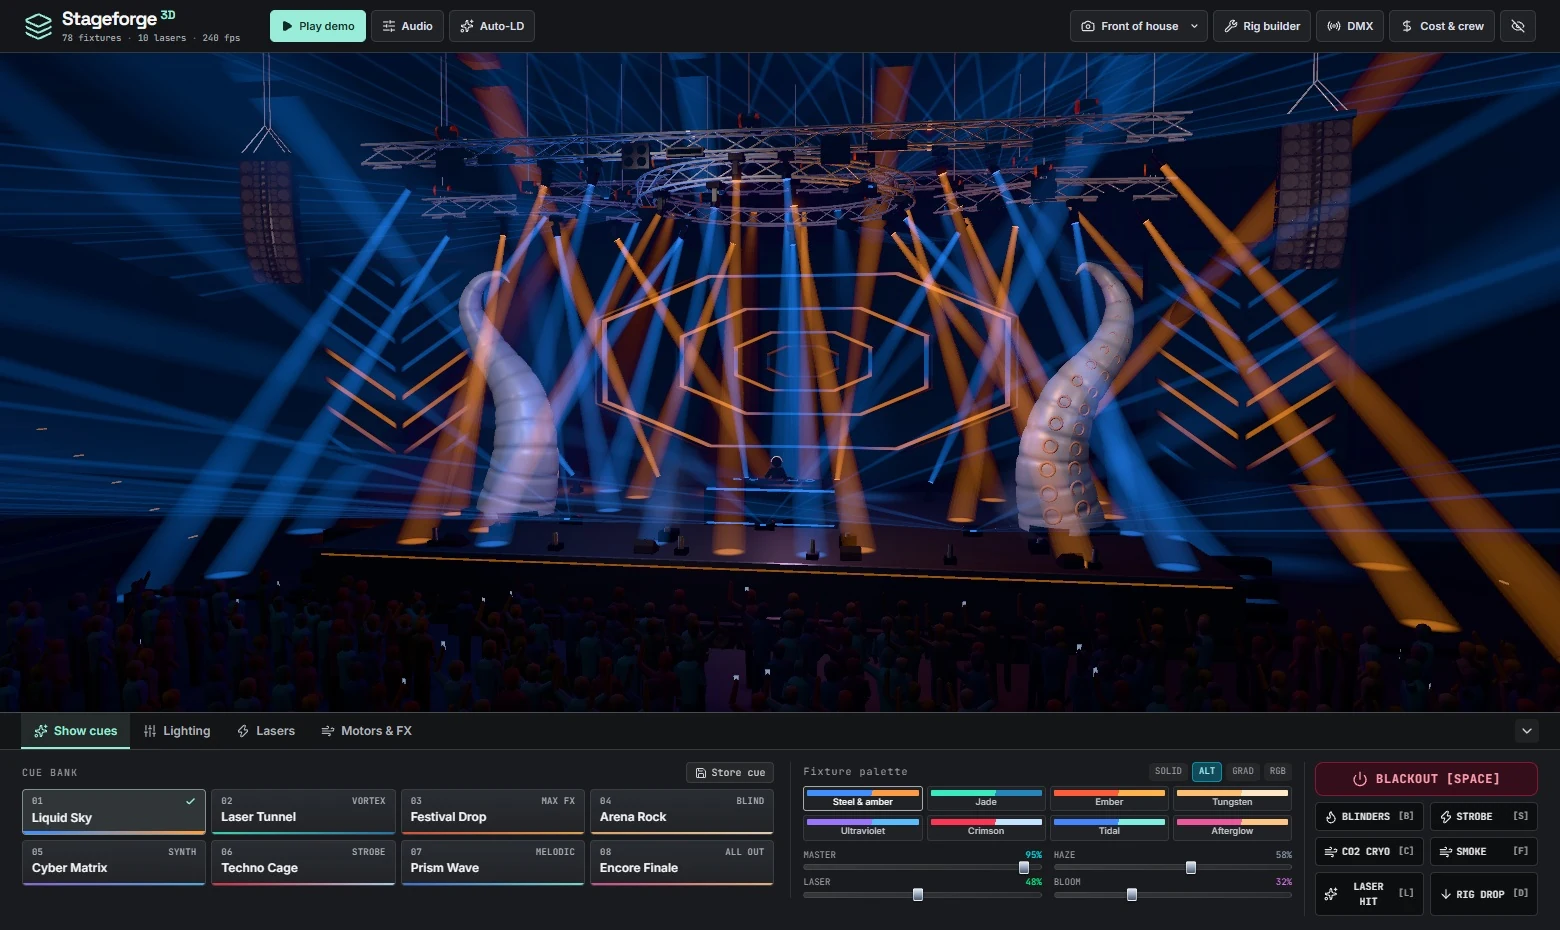 Stageforge 3D
78 fixtures · 10 lasers · 240 fps
Play demo
Audio
Auto-LD
Front of house
Rig builder
DMX
Cost & crew
Show cues
Lighting
Lasers
Motors & FX
CUE BANK
Store cue
01
Liquid Sky
02 VORTEX
Laser Tunnel
03 MAX FX
Festival Drop
04 BLIND
Arena Rock
05 SYNTH
Cyber Matrix
06 STROBE
Techno Cage
07 MELODIC
Prism Wave
08 ALL OUT
Encore Finale
Fixture palette
SOLID ALT GRAD RGB
Steel & amber
Jade
Ember
Tungsten
Ultraviolet
Crimson
Tidal
Afterglow
MASTER 95%
HAZE 58%
LASER 48%
BLOOM 32%
BLACKOUT [SPACE]
BLINDERS [B]
STROBE [S]
CO2 CRYO [C]
SMOKE [F]
LASER
HIT [L]
RIG DROP [D]